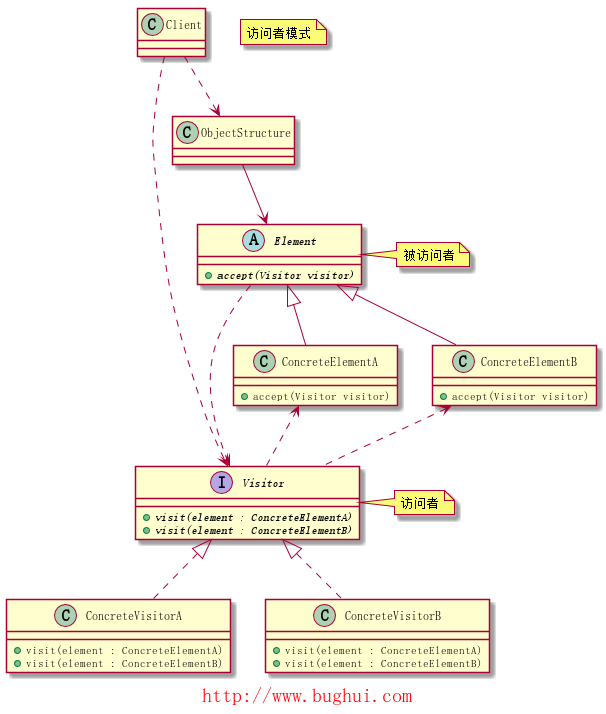 C Client
访问者模式
C ObjectStructure
A Element
accept(Visitor visitor)
被访问者
C ConcreteElementA
accept(Visitor visitor)
C ConcreteElementB
accept(Visitor visitor)
I Visitor
visit(element : ConcreteElementA)
visit(element : ConcreteElementB)
访问者
C ConcreteVisitorA
visit(element : ConcreteElementA)
visit(element : ConcreteElementB)
C ConcreteVisitorB
visit(element : ConcreteElementA)
visit(element : ConcreteElementB)
http://www.bughui.com